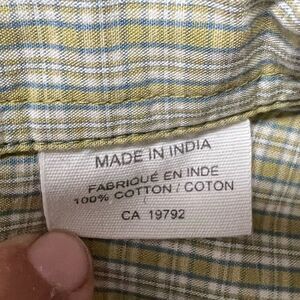 MADE IN INDIA
FABRIQUÉ EN INDE
100% COTTON / COTON
CA 19792